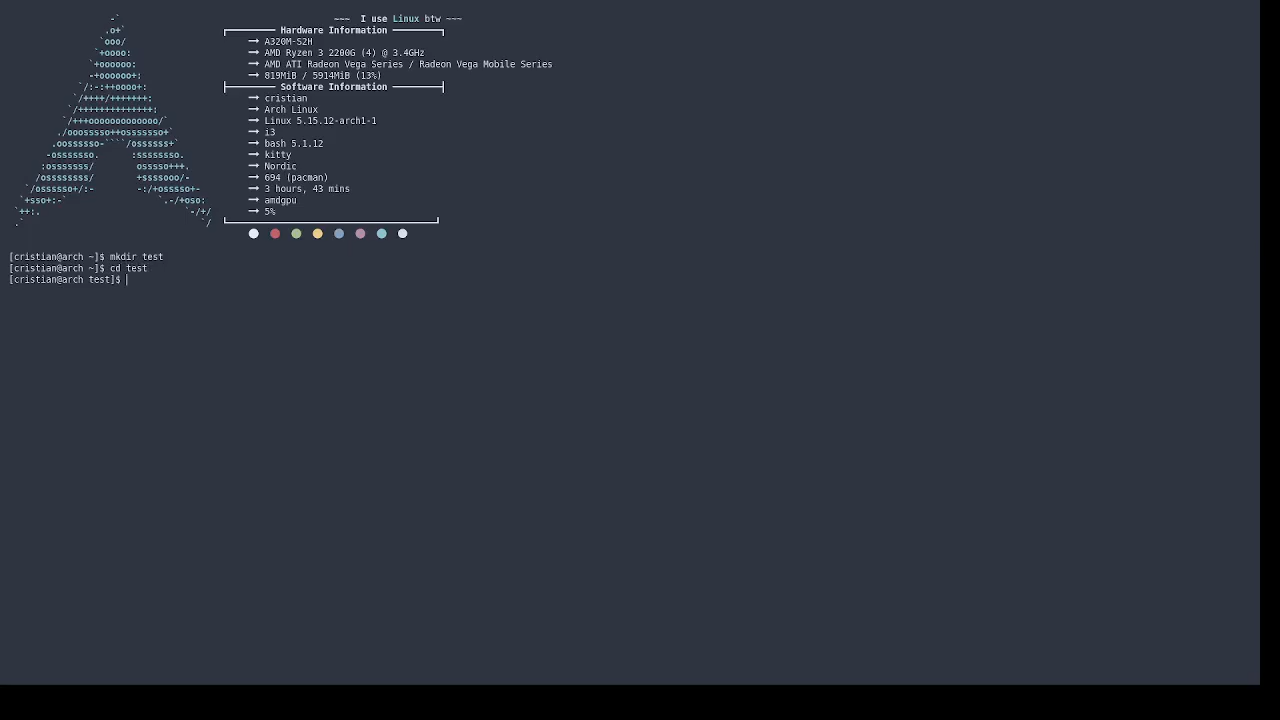 ~~~ I use Linux btw ~~~
Hardware Information
A320M-S2H
AMD Ryzen 3 2200G (4) @ 3.4GHz
AMD ATI Radeon Vega Series / Radeon Vega Mobile Series
819MiB / 5914MiB (13%)
Software Information
cristian
Arch Linux
Linux 5.15.12-arch1-1
i3
bash 5.1.12
kitty
Nordic
694 (pacman)
3 hours, 43 mins
amdgpu
5%
[cristian@arch ~]$ mkdir test
[cristian@arch ~]$ cd test
[cristian@arch test]$